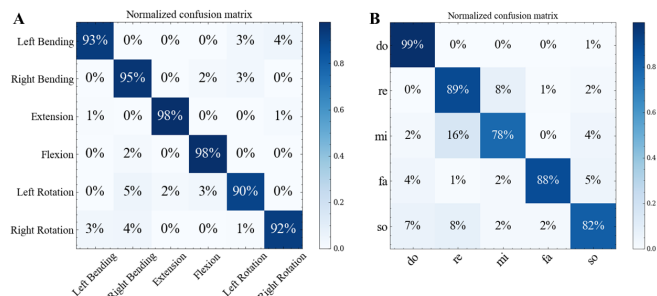 A
Normalized confusion matrix
Left Bending 93% 0% 0% 0% 3% 4%
Right Bending 0% 95% 0% 2% 3% 0%
Extension 1% 0% 98% 0% 0% 1%
Flexion 0% 2% 0% 98% 0% 0%
Left Rotation 0% 5% 2% 3% 90% 0%
Right Rotation 3% 4% 0% 0% 1% 92%
Left Bending Right Bending Extension Flexion Left Rotation Right Rotation
0.8
0.6
0.4
0.2
0.0
B
Normalized confusion matrix
do 99% 0% 0% 0% 1%
re 0% 89% 8% 1% 2%
mi 2% 16% 78% 0% 4%
fa 4% 1% 2% 88% 5%
so 7% 8% 2% 2% 82%
do re mi fa so
0.8
0.6
0.4
0.2
0.0